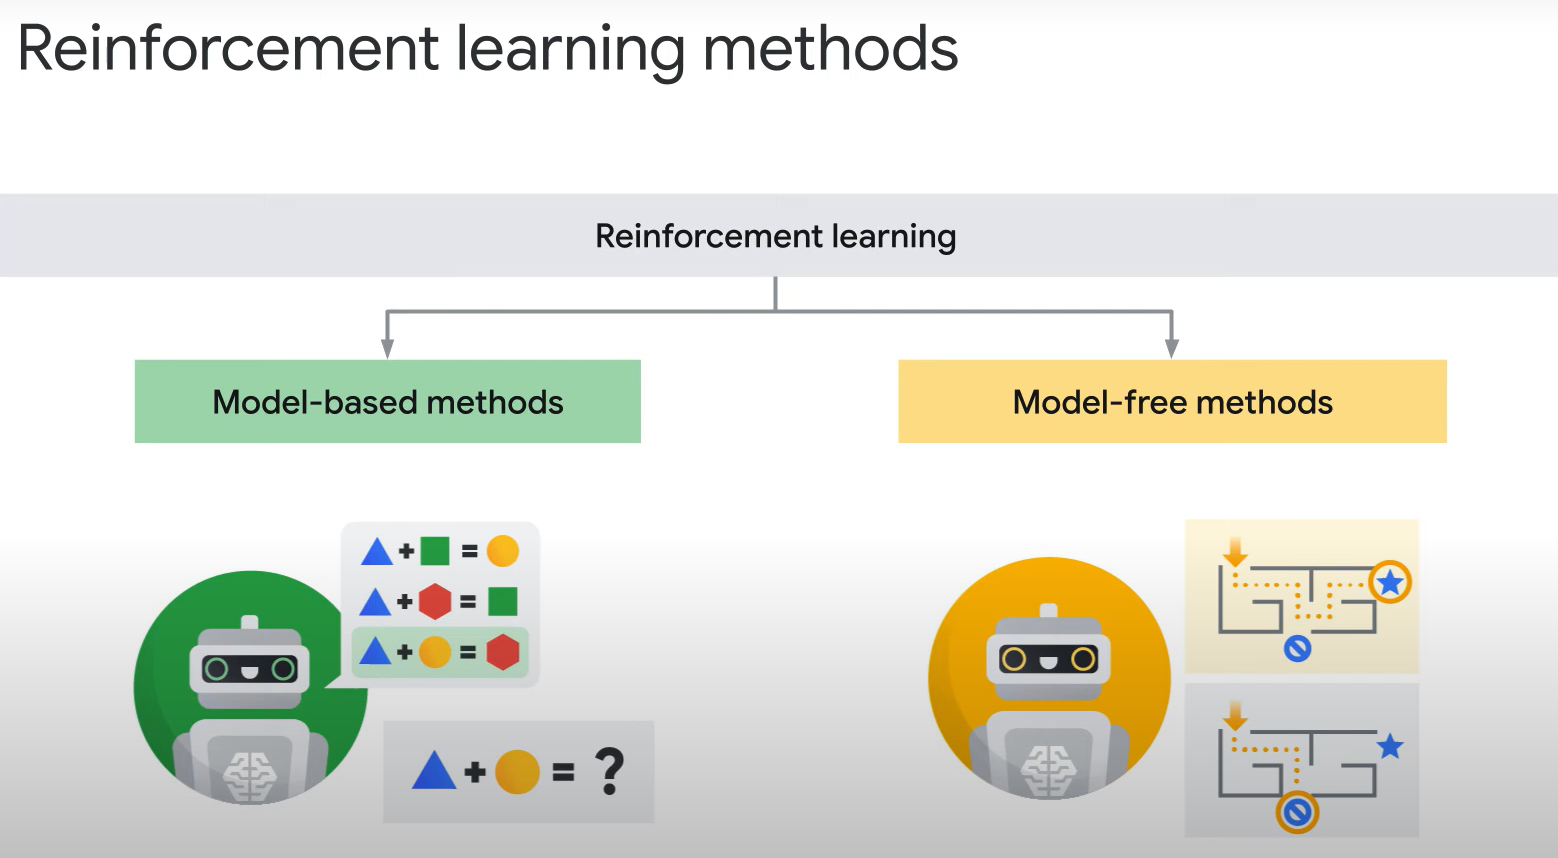 Reinforcement learning methods
Reinforcement learning
Model-based methods
Model-free methods
+ =
+ =
+ =
+ = ?